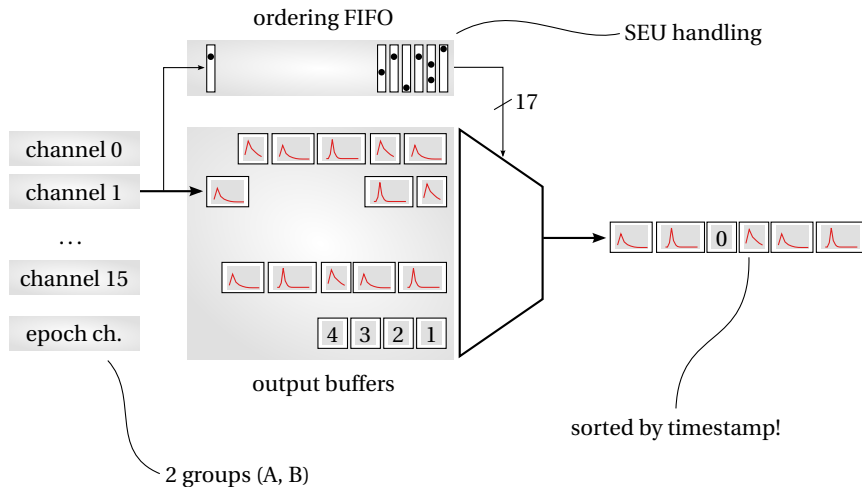 ordering FIFO
SEU handling
17
channel 0
channel 1
...
channel 15
epoch ch.
0
4 3 2 1
output buffers
sorted by timestamp!
2 groups (A, B)